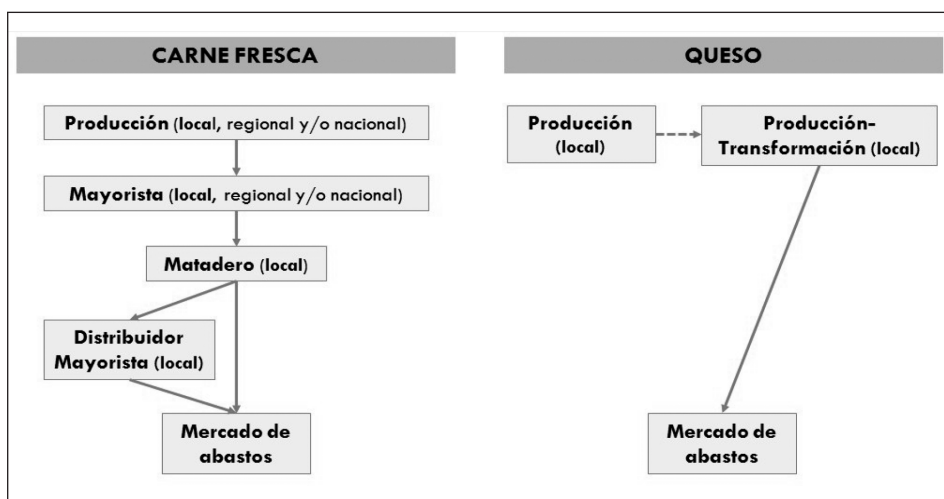 CARNE FRESCA
Producción (local, regional y/o nacional)
Mayorista (local, regional y/o nacional)
Matadero (local)
Distribuidor
Mayorista (local)
Mercado de
abastos
QUESO
Producción
(local)
Producción-
Transformación (local)
Mercado de
abastos